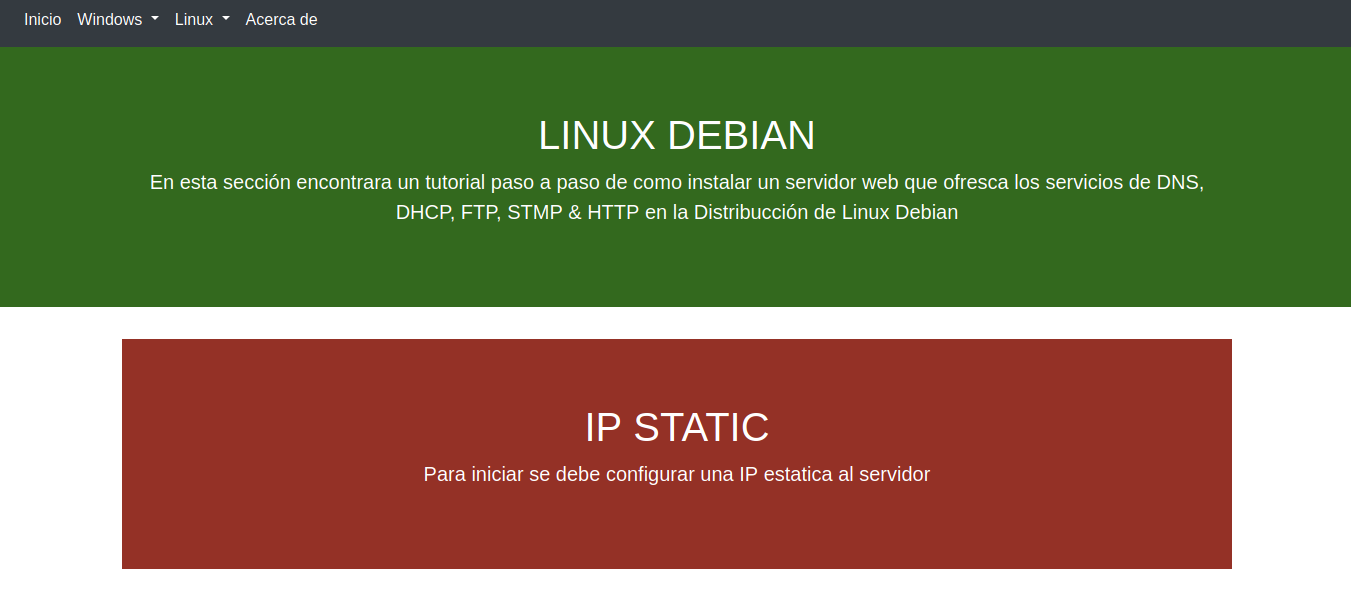 Inicio Windows Linux Acerca de
LINUX DEBIAN
En esta sección encontrara un tutorial paso a paso de como instalar un servidor web que ofresca los servicios de DNS,
DHCP, FTP, STMP & HTTP en la Distribucción de Linux Debian
IP STATIC
Para iniciar se debe configurar una IP estatica al servidor